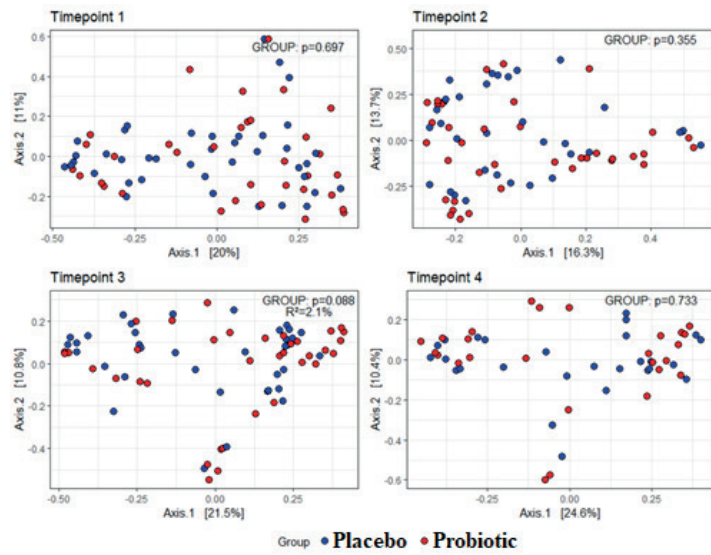 Timepoint 1
GROUP: p=0.697
0.6
0.4
0.2
0.0
-0.2
Axis.2 [11%]
-0.50
-0.25
0.00
0.25
Axis.1 [20%]
Timepoint 2
GROUP: p=0.355
0.50
0.25
0.00
-0.25
Axis.2 [13.7%]
-0.2
0.0
0.2
0.4
Axis.1 [16.3%]
Timepoint 3
GROUP: p=0.088
R²=2.1%
0.2
0.0
-0.2
-0.4
Axis.2 [10.8%]
-0.50
-0.25
0.00
0.25
Axis.1 [21.5%]
Timepoint 4
GROUP: p=0.733
0.2
0.0
-0.2
-0.4
-0.6
Axis.2 [10.4%]
-0.25
0.00
0.25
Axis.1 [24.6%]
Group Placebo Probiotic